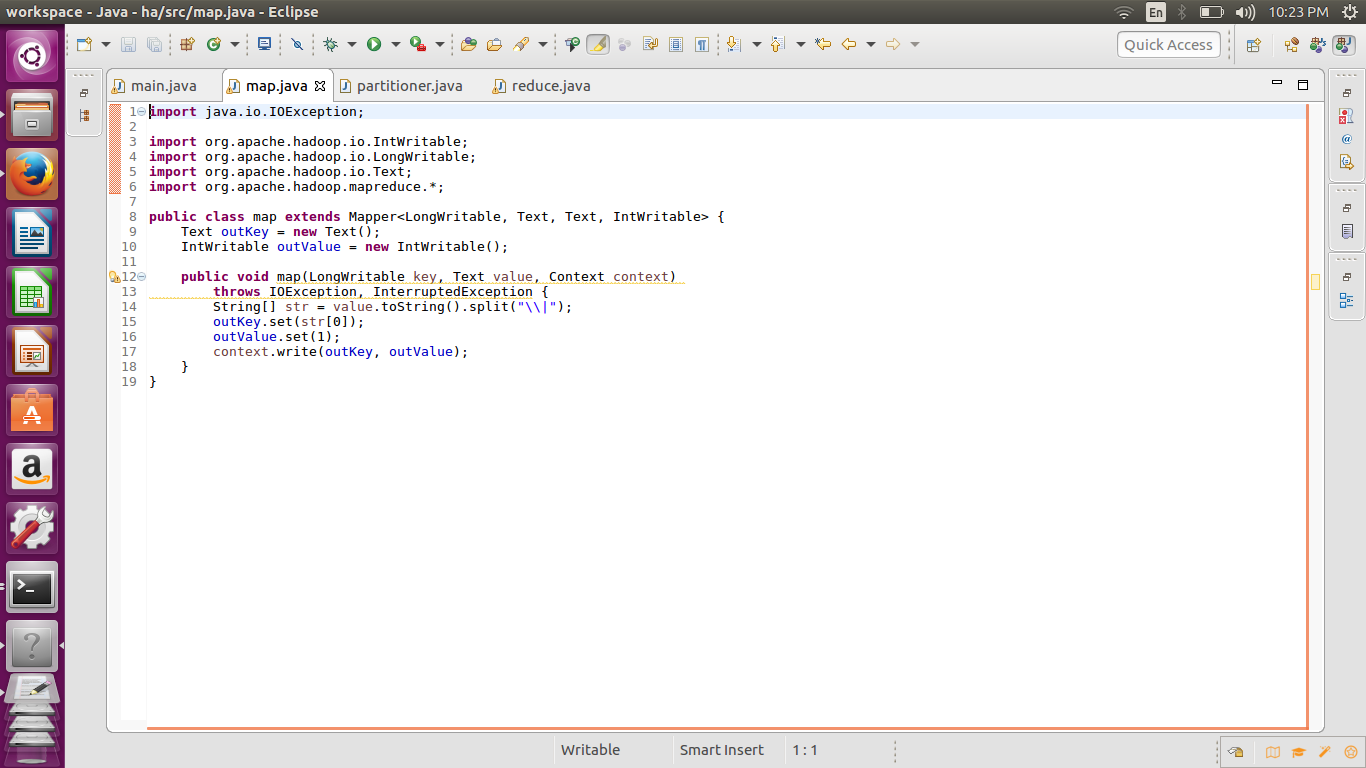 workspace - Java - ha/src/map.java - Eclipse
En
10:23 PM
Quick Access
main.java
map.java
partitioner.java
reduce.java
1 import java.io.IOException;
2
3 import org.apache.hadoop.io.IntWritable;
4 import org.apache.hadoop.io.LongWritable;
5 import org.apache.hadoop.io.Text;
6 import org.apache.hadoop.mapreduce.*;
7
8 public class map extends Mapper<LongWritable, Text, Text, IntWritable> {
9     Text outKey = new Text();
10     IntWritable outValue = new IntWritable();
11
12     public void map(LongWritable key, Text value, Context context)
13         throws IOException, InterruptedException {
14         String[] str = value.toString().split("\\|");
15         outKey.set(str[0]);
16         outValue.set(1);
17         context.write(outKey, outValue);
18     }
19 }
Writable
Smart Insert
1 : 1